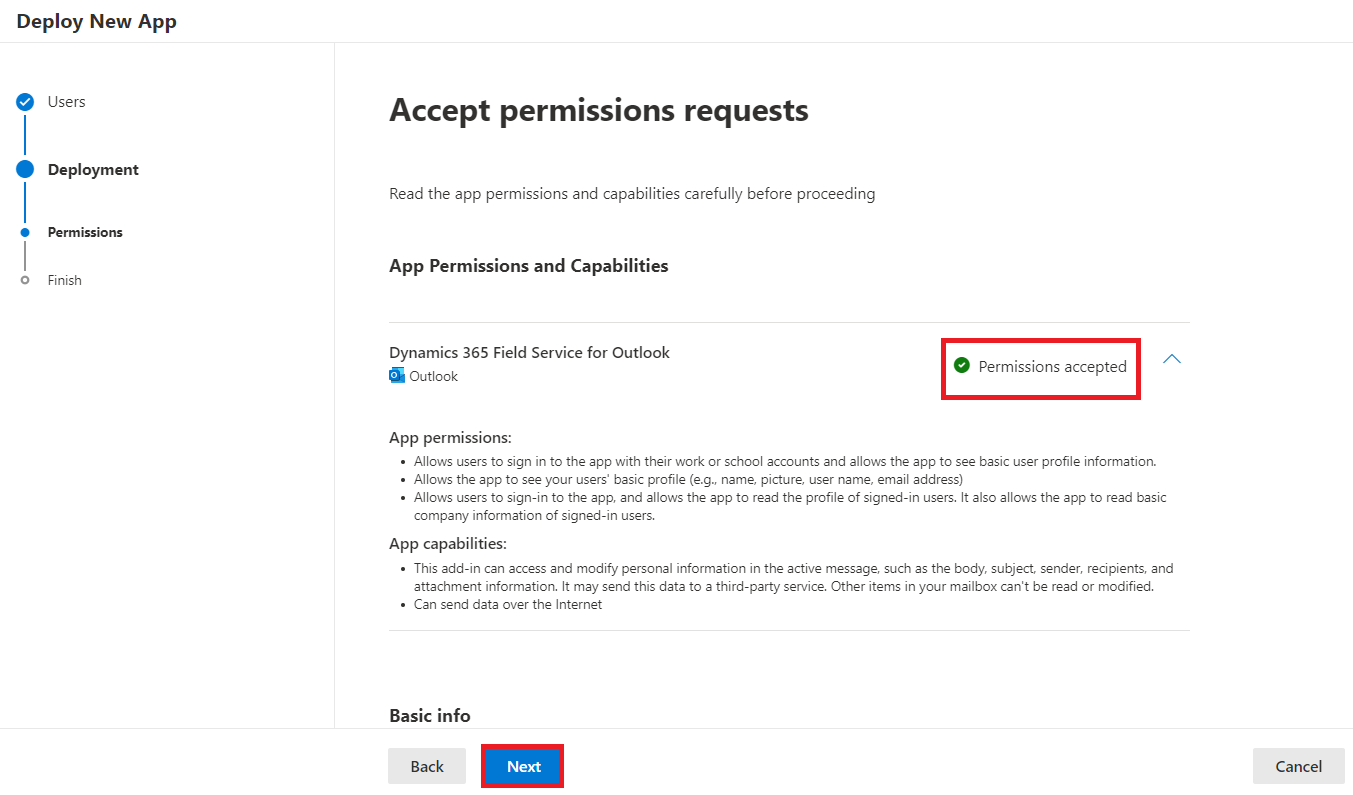 Deploy New App
Users
Deployment
Permissions
Finish
Accept permissions requests
Read the app permissions and capabilities carefully before proceeding
App Permissions and Capabilities
Dynamics 365 Field Service for Outlook
Outlook
Permissions accepted
App permissions:
Allows users to sign in to the app with their work or school accounts and allows the app to see basic user profile information.
Allows the app to see your users' basic profile (e.g., name, picture, user name, email address)
Allows users to sign-in to the app, and allows the app to read the profile of signed-in users. It also allows the app to read basic
company information of signed-in users.
App capabilities:
This add-in can access and modify personal information in the active message, such as the body, subject, sender, recipients, and
attachment information. It may send this data to a third-party service. Other items in your mailbox can't be read or modified.
Can send data over the Internet
Basic info
Back
Next
Cancel